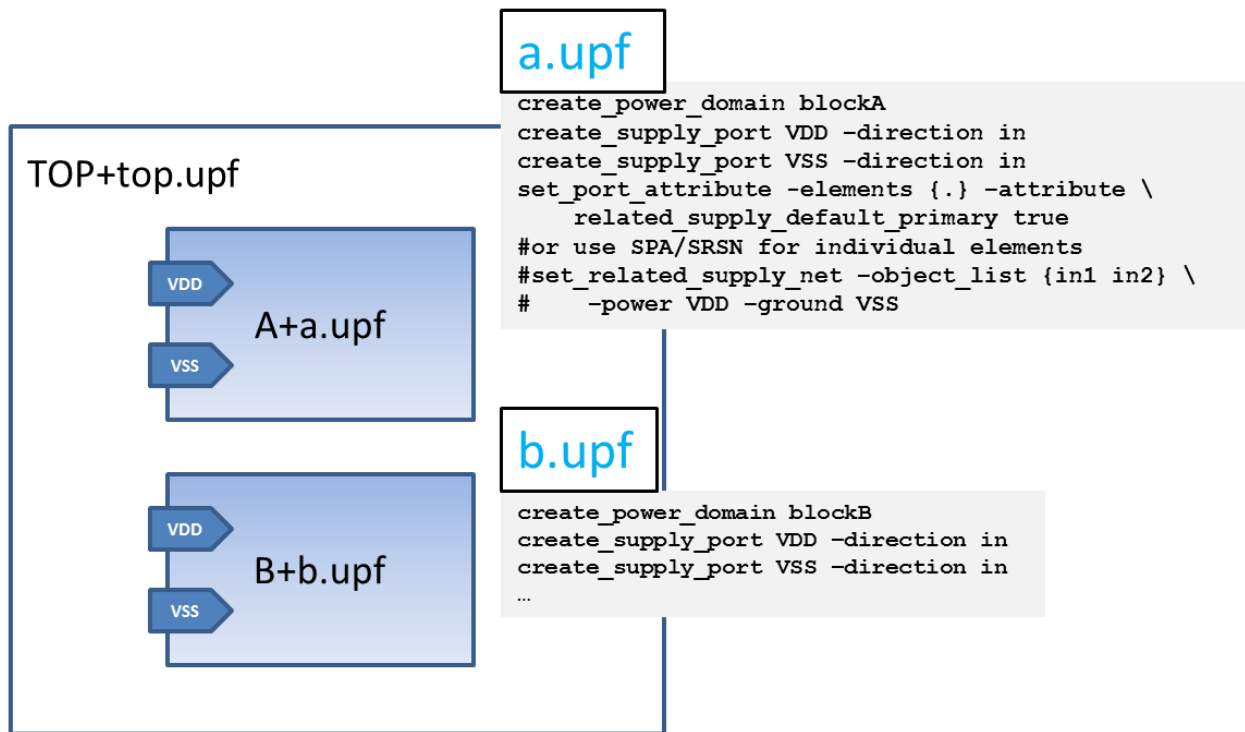 a.upf
create_power_domain blockA
create_supply_port VDD –direction in
create_supply_port VSS –direction in
set_port_attribute -elements {.} –attribute \
related_supply_default_primary true
#or use SPA/SRSN for individual elements
#set_related_supply_net –object_list {in1 in2} \
# –power VDD –ground VSS
TOP+top.upf
VDD
A+a.upf
VSS
b.upf
create_power_domain blockB
create_supply_port VDD –direction in
create_supply_port VSS –direction in
…
VDD
B+b.upf
VSS